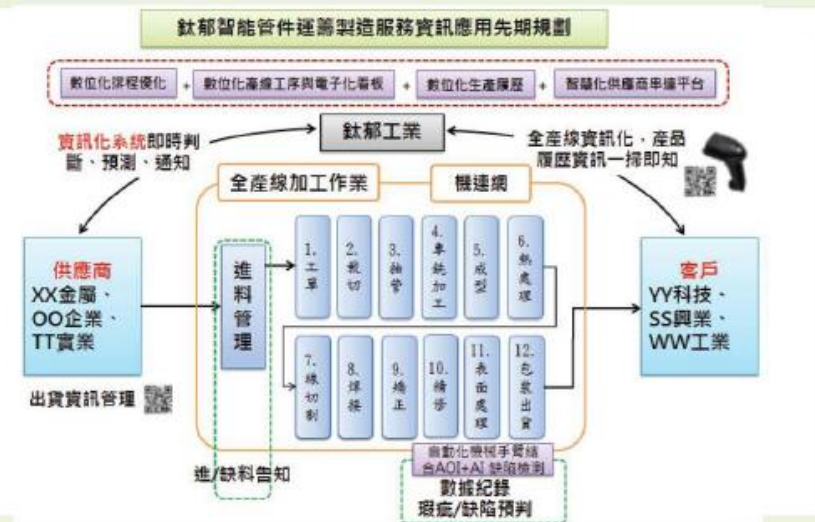 鈦郁智能管件運籌製造服務資訊應用先期規劃
數位化排程優化 + 數位化產線工序與電子化看板 + 數位化生產履歷 + 智慧化供應商串連平台
資訊化系統即時判
斷、預測、通知
鈦郁工業
全產線資訊化、產品
履歷資訊一掃即知
全產線加工作業
機連網
供應商
XX金屬、
OO企業、
TT實業
出貨資訊管理
進料管理
1.工單
2.裁切
3.抽管
4.車銑加工
5.成型
6.熱處理
7.線切割
8.焊接
9.矯正
10.精修
11.表面處理
12.包裝出貨
客戶
YY科技、
SS興業、
WW工業
進/缺料告知
自動化機械手臂結
合AOI+AI 缺陷檢測
數據紀錄
瑕疵/缺陷預判